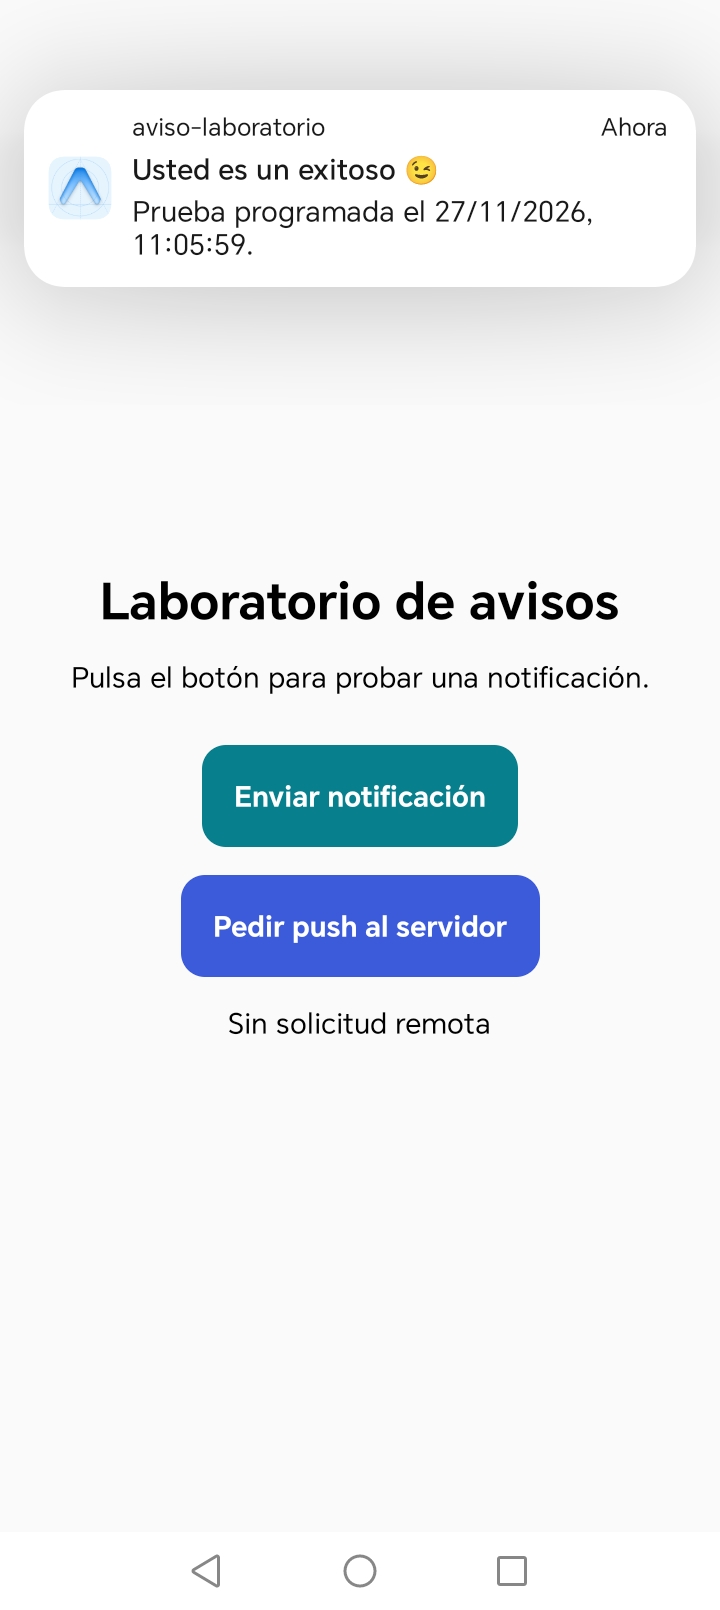 aviso-laboratorio
Ahora
Usted es un exitoso 😉
Prueba programada el 27/11/2026,
11:05:59.
Laboratorio de avisos
Pulsa el botón para probar una notificación.
Enviar notificación
Pedir push al servidor
Sin solicitud remota